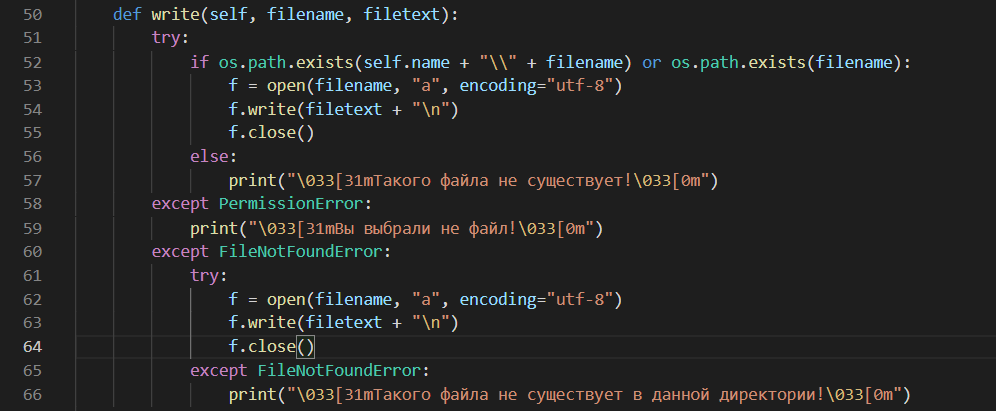 50 def write(self, filename, filetext):
51 try:
52 if os.path.exists(self.name + "\\" + filename) or os.path.exists(filename):
53 f = open(filename, "a", encoding="utf-8")
54 f.write(filetext + "\n")
55 f.close()
56 else:
57 print("\033[31mТакого файла не существует!\033[0m")
58 except PermissionError:
59 print("\033[31mВы выбрали не файл!\033[0m")
60 except FileNotFoundError:
61 try:
62 f = open(filename, "a", encoding="utf-8")
63 f.write(filetext + "\n")
64 f.close()
65 except FileNotFoundError:
66 print("\033[31mТакого файла не существует в данной директории!\033[0m")